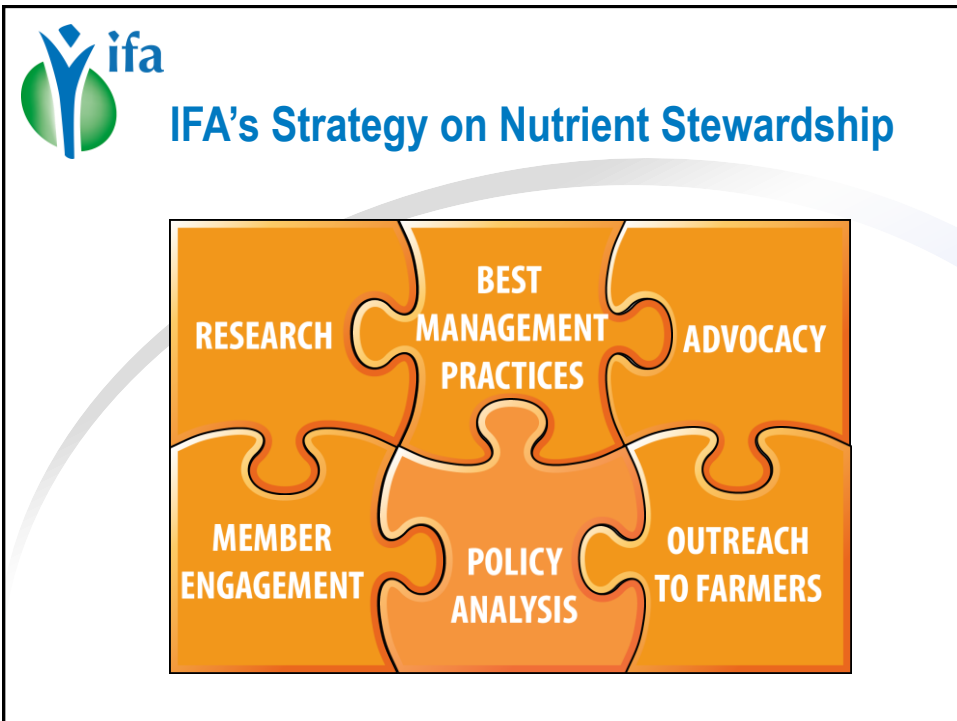 ifa
IFA’s Strategy on Nutrient Stewardship
RESEARCH
BEST
MANAGEMENT
PRACTICES
ADVOCACY
MEMBER
ENGAGEMENT
POLICY
ANALYSIS
OUTREACH
TO FARMERS